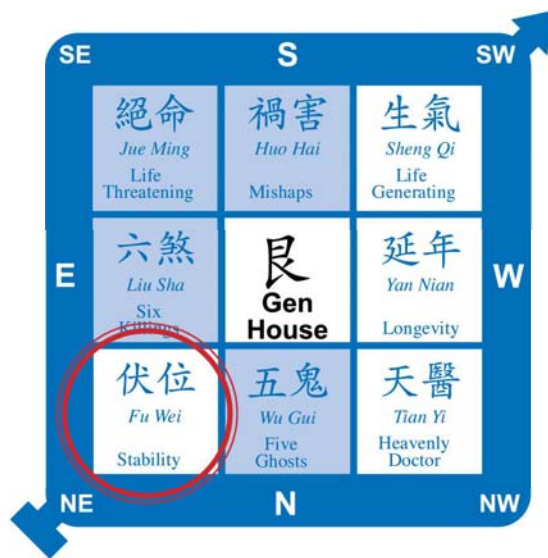 SE
S
SW
絕命
Jue Ming
Life
Threatening
禍害
Huo Hai
Mishaps
生氣
Sheng Qi
Life
Generating
E
六煞
Liu Sha
Six
Killings
艮
Gen
House
延年
Yan Nian
Longevity
W
伏位
Fu Wei
Stability
五鬼
Wu Gui
Five
Ghosts
天醫
Tian Yi
Heavenly
Doctor
NE
N
NW